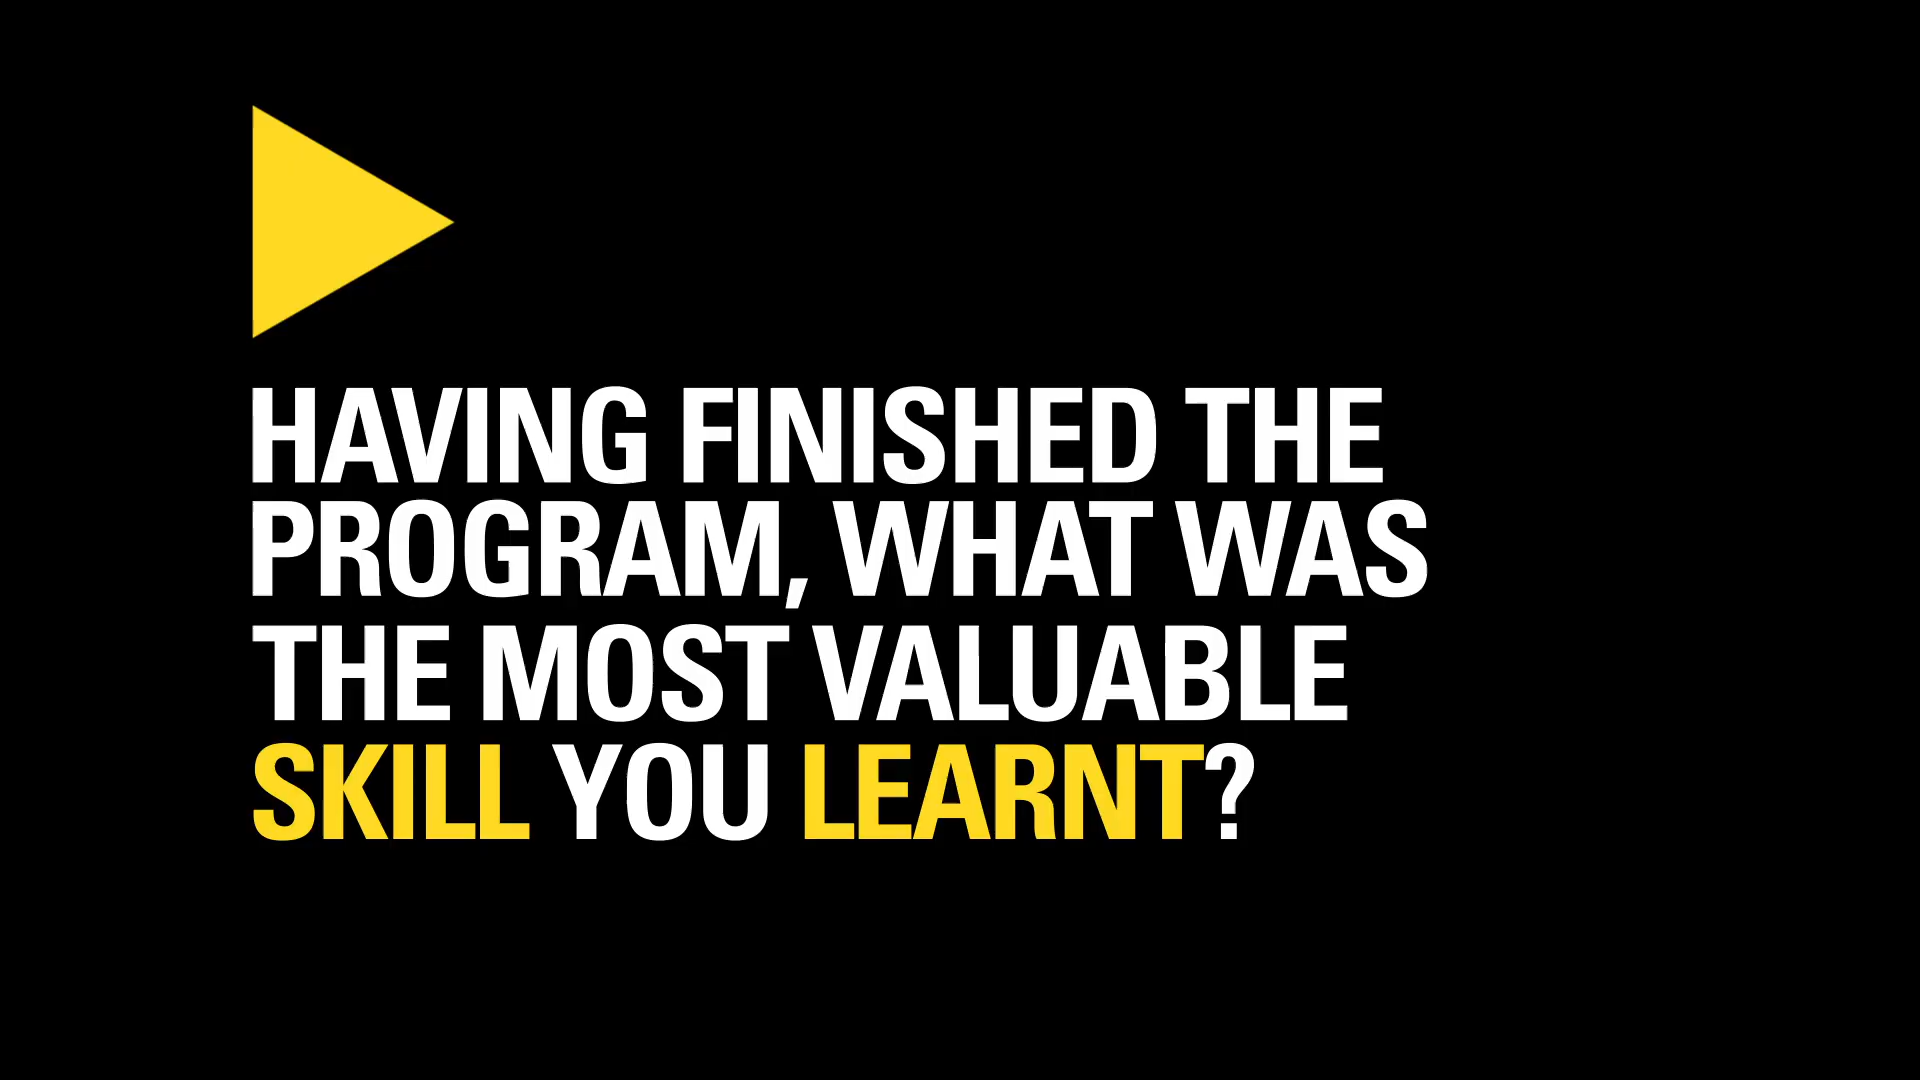 HAVING FINISHED THE
PROGRAM, WHAT WAS
THE MOST VALUABLE
SKILL YOU LEARNT?